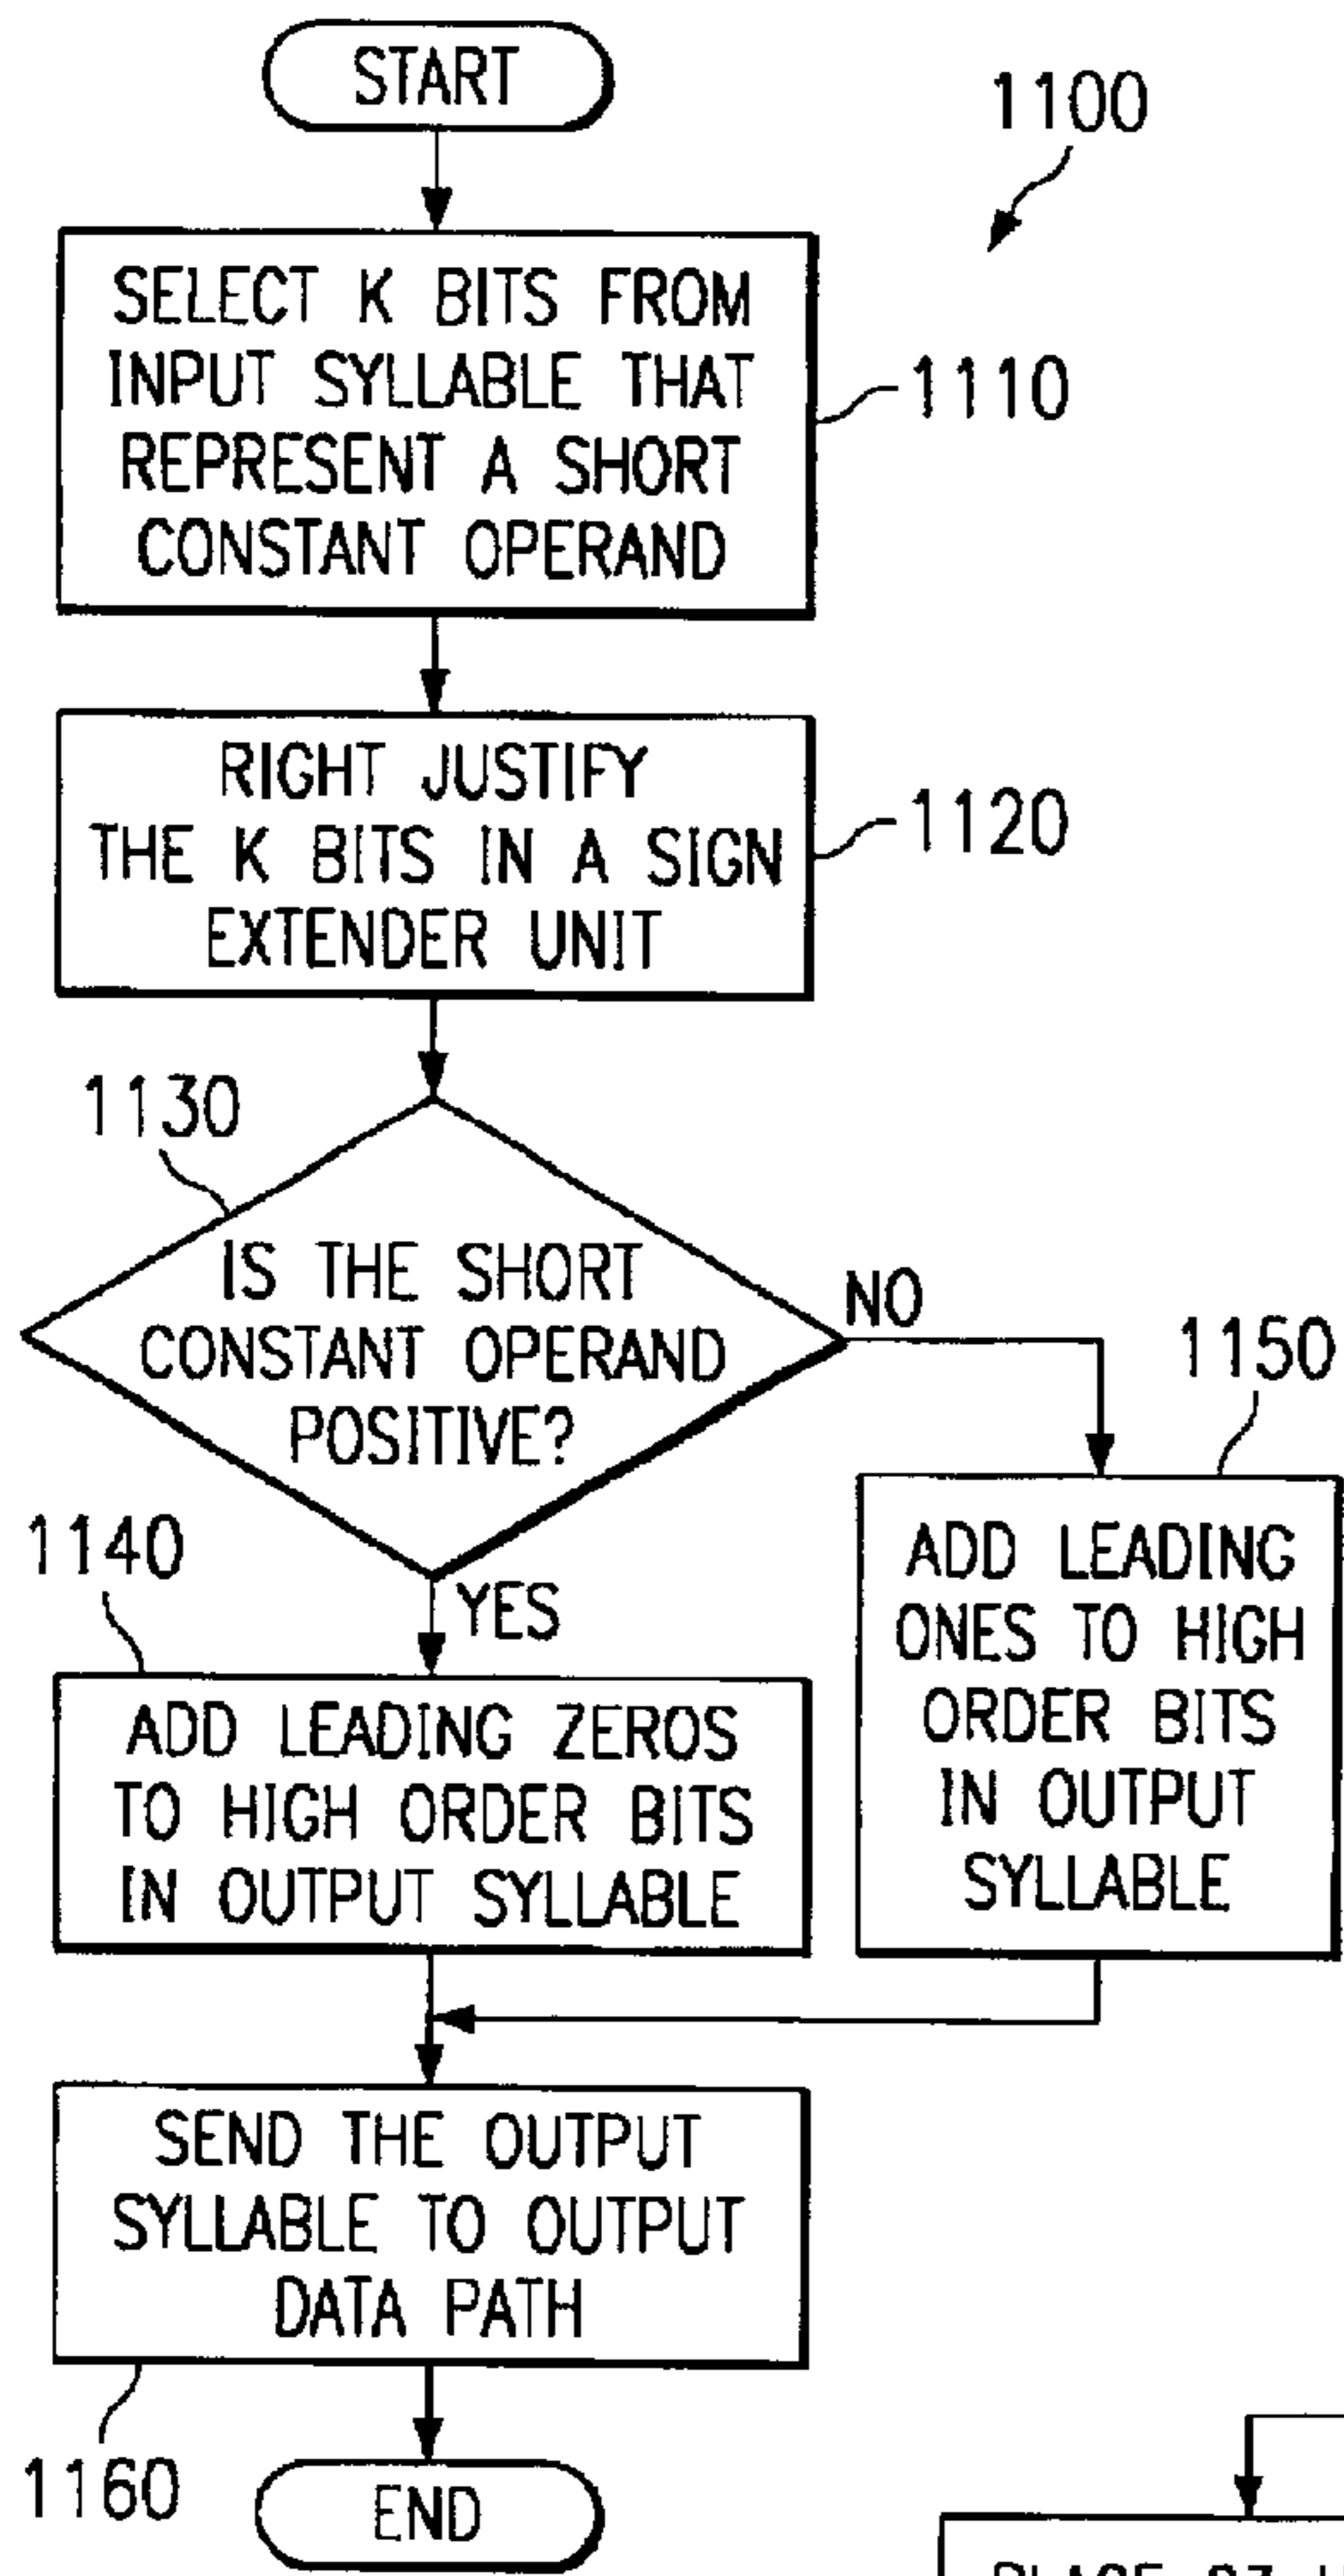 START
1100
SELECT K BITS FROM
INPUT SYLLABLE THAT
REPRESENT A SHORT
CONSTANT OPERAND
1110
RIGHT JUSTIFY
THE K BITS IN A SIGN
EXTENDER UNIT
1120
1130
IS THE SHORT
CONSTANT OPERAND
POSITIVE?
NO
1150
ADD LEADING
ONES TO HIGH
ORDER BITS
IN OUTPUT
SYLLABLE
1140
YES
ADD LEADING ZEROS
TO HIGH ORDER BITS
IN OUTPUT SYLLABLE
SEND THE OUTPUT
SYLLABLE TO OUTPUT
DATA PATH
1160
END